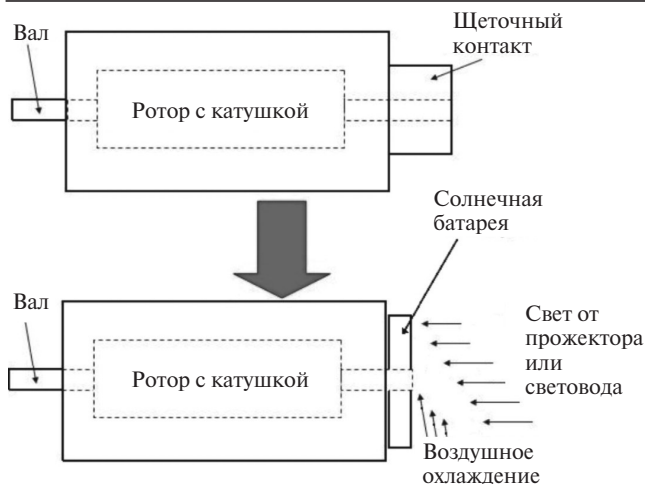 Вал
Щеточный
контакт
Ротор с катушкой
Солнечная
батарея
Вал
Свет от
прожектора
или
световода
Ротор с катушкой
Воздушное
охлаждение